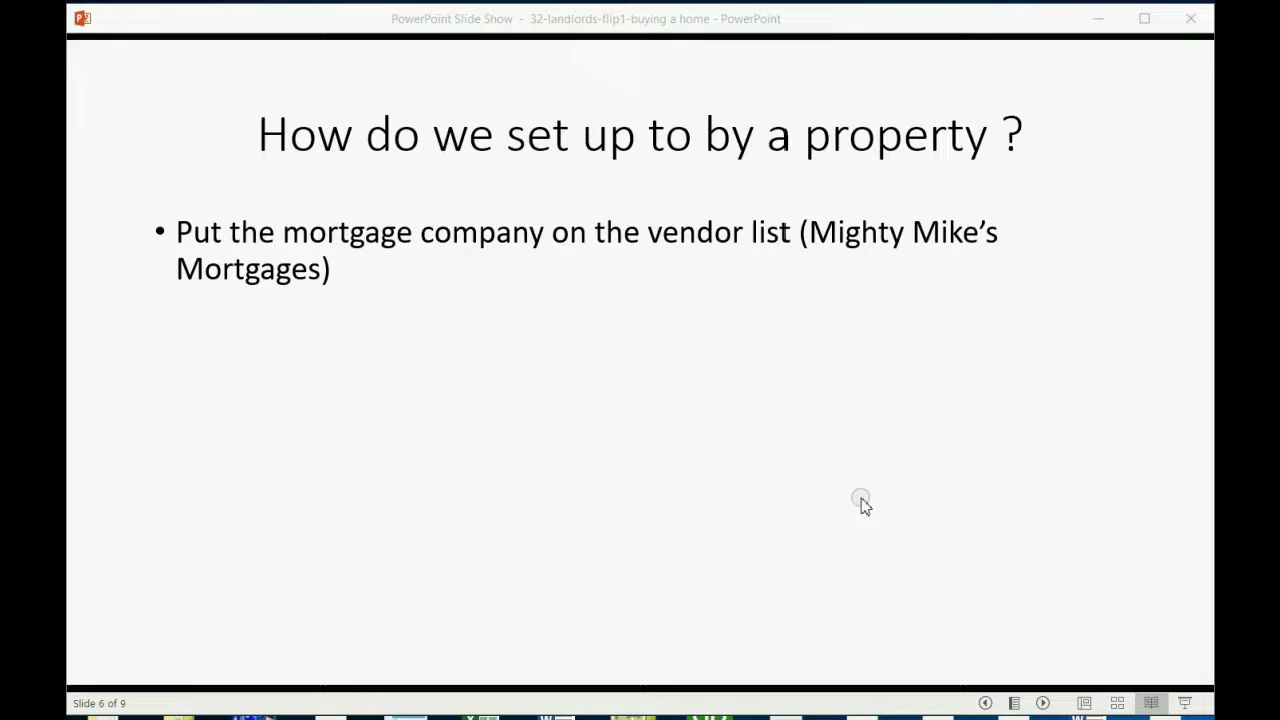 PowerPoint Slide Show - 32-landlords-flip1-buying a home - PowerPoint
How do we set up to by a property ?
• Put the mortgage company on the vendor list (Mighty Mike’s
Mortgages)
Slide 6 of 9